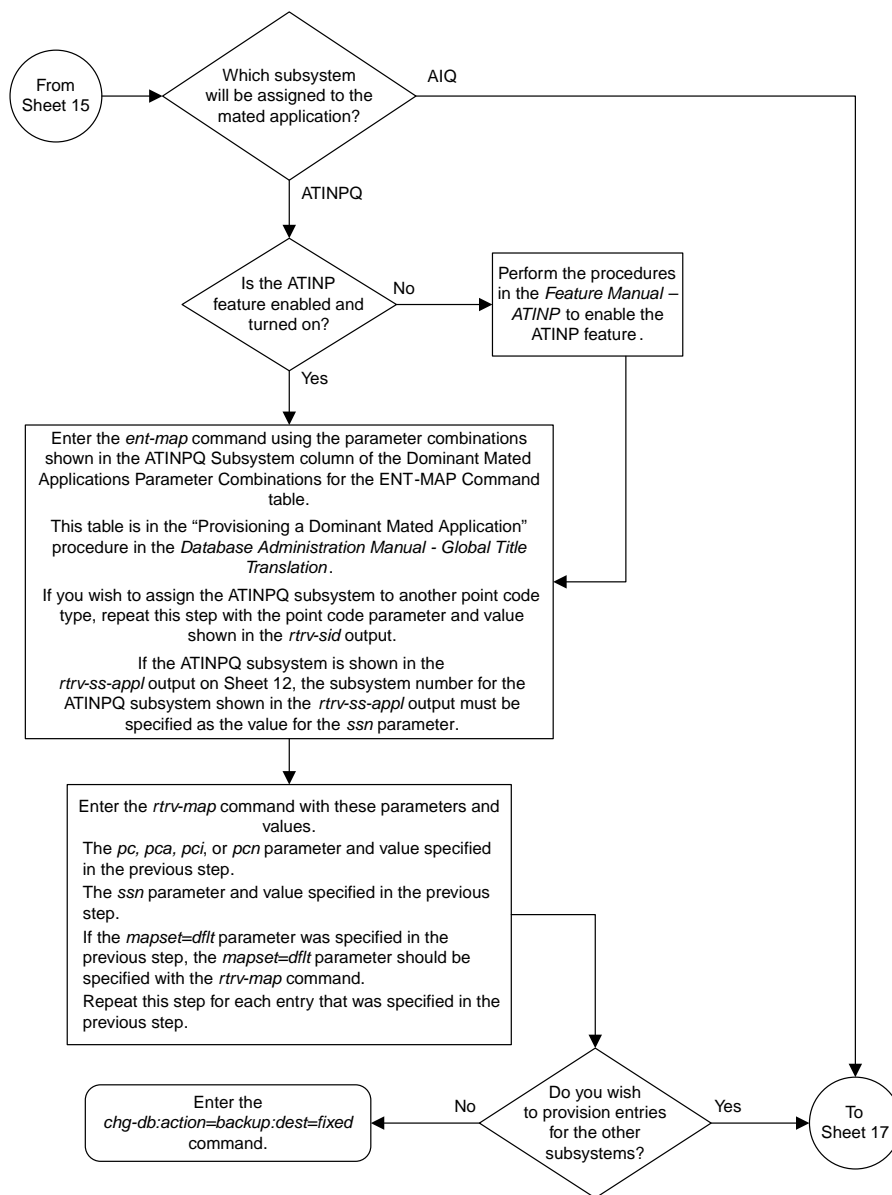 From
Sheet 15
Which subsystem
will be assigned to the
mated application?
AIQ
ATINPQ
Is the ATINP
feature enabled and
turned on?
No
Perform the procedures
in the Feature Manual –
ATINP to enable the
ATINP feature.
Yes
Enter the ent-map command using the parameter combinations
shown in the ATINPQ Subsystem column of the Dominant Mated
Applications Parameter Combinations for the ENT-MAP Command
table.
This table is in the “Provisioning a Dominant Mated Application”
procedure in the Database Administration Manual - Global Title
Translation.
If you wish to assign the ATINPQ subsystem to another point code
type, repeat this step with the point code parameter and value
shown in the rtrv-sid output.
If the ATINPQ subsystem is shown in the
rtrv-ss-appl output on Sheet 12, the subsystem number for the
ATINPQ subsystem shown in the rtrv-ss-appl output must be
specified as the value for the ssn parameter.
Enter the rtrv-map command with these parameters and
values.
The pc, pca, pci, or pcn parameter and value specified
in the previous step.
The ssn parameter and value specified in the previous
step.
If the mapset=dflt parameter was specified in the
previous step, the mapset=dflt parameter should be
specified with the rtrv-map command.
Repeat this step for each entry that was specified in the
previous step.
Do you wish
to provision entries
for the other
subsystems?
No
Yes
Enter the
chg-db:action=backup:dest=fixed
command.
To
Sheet 17